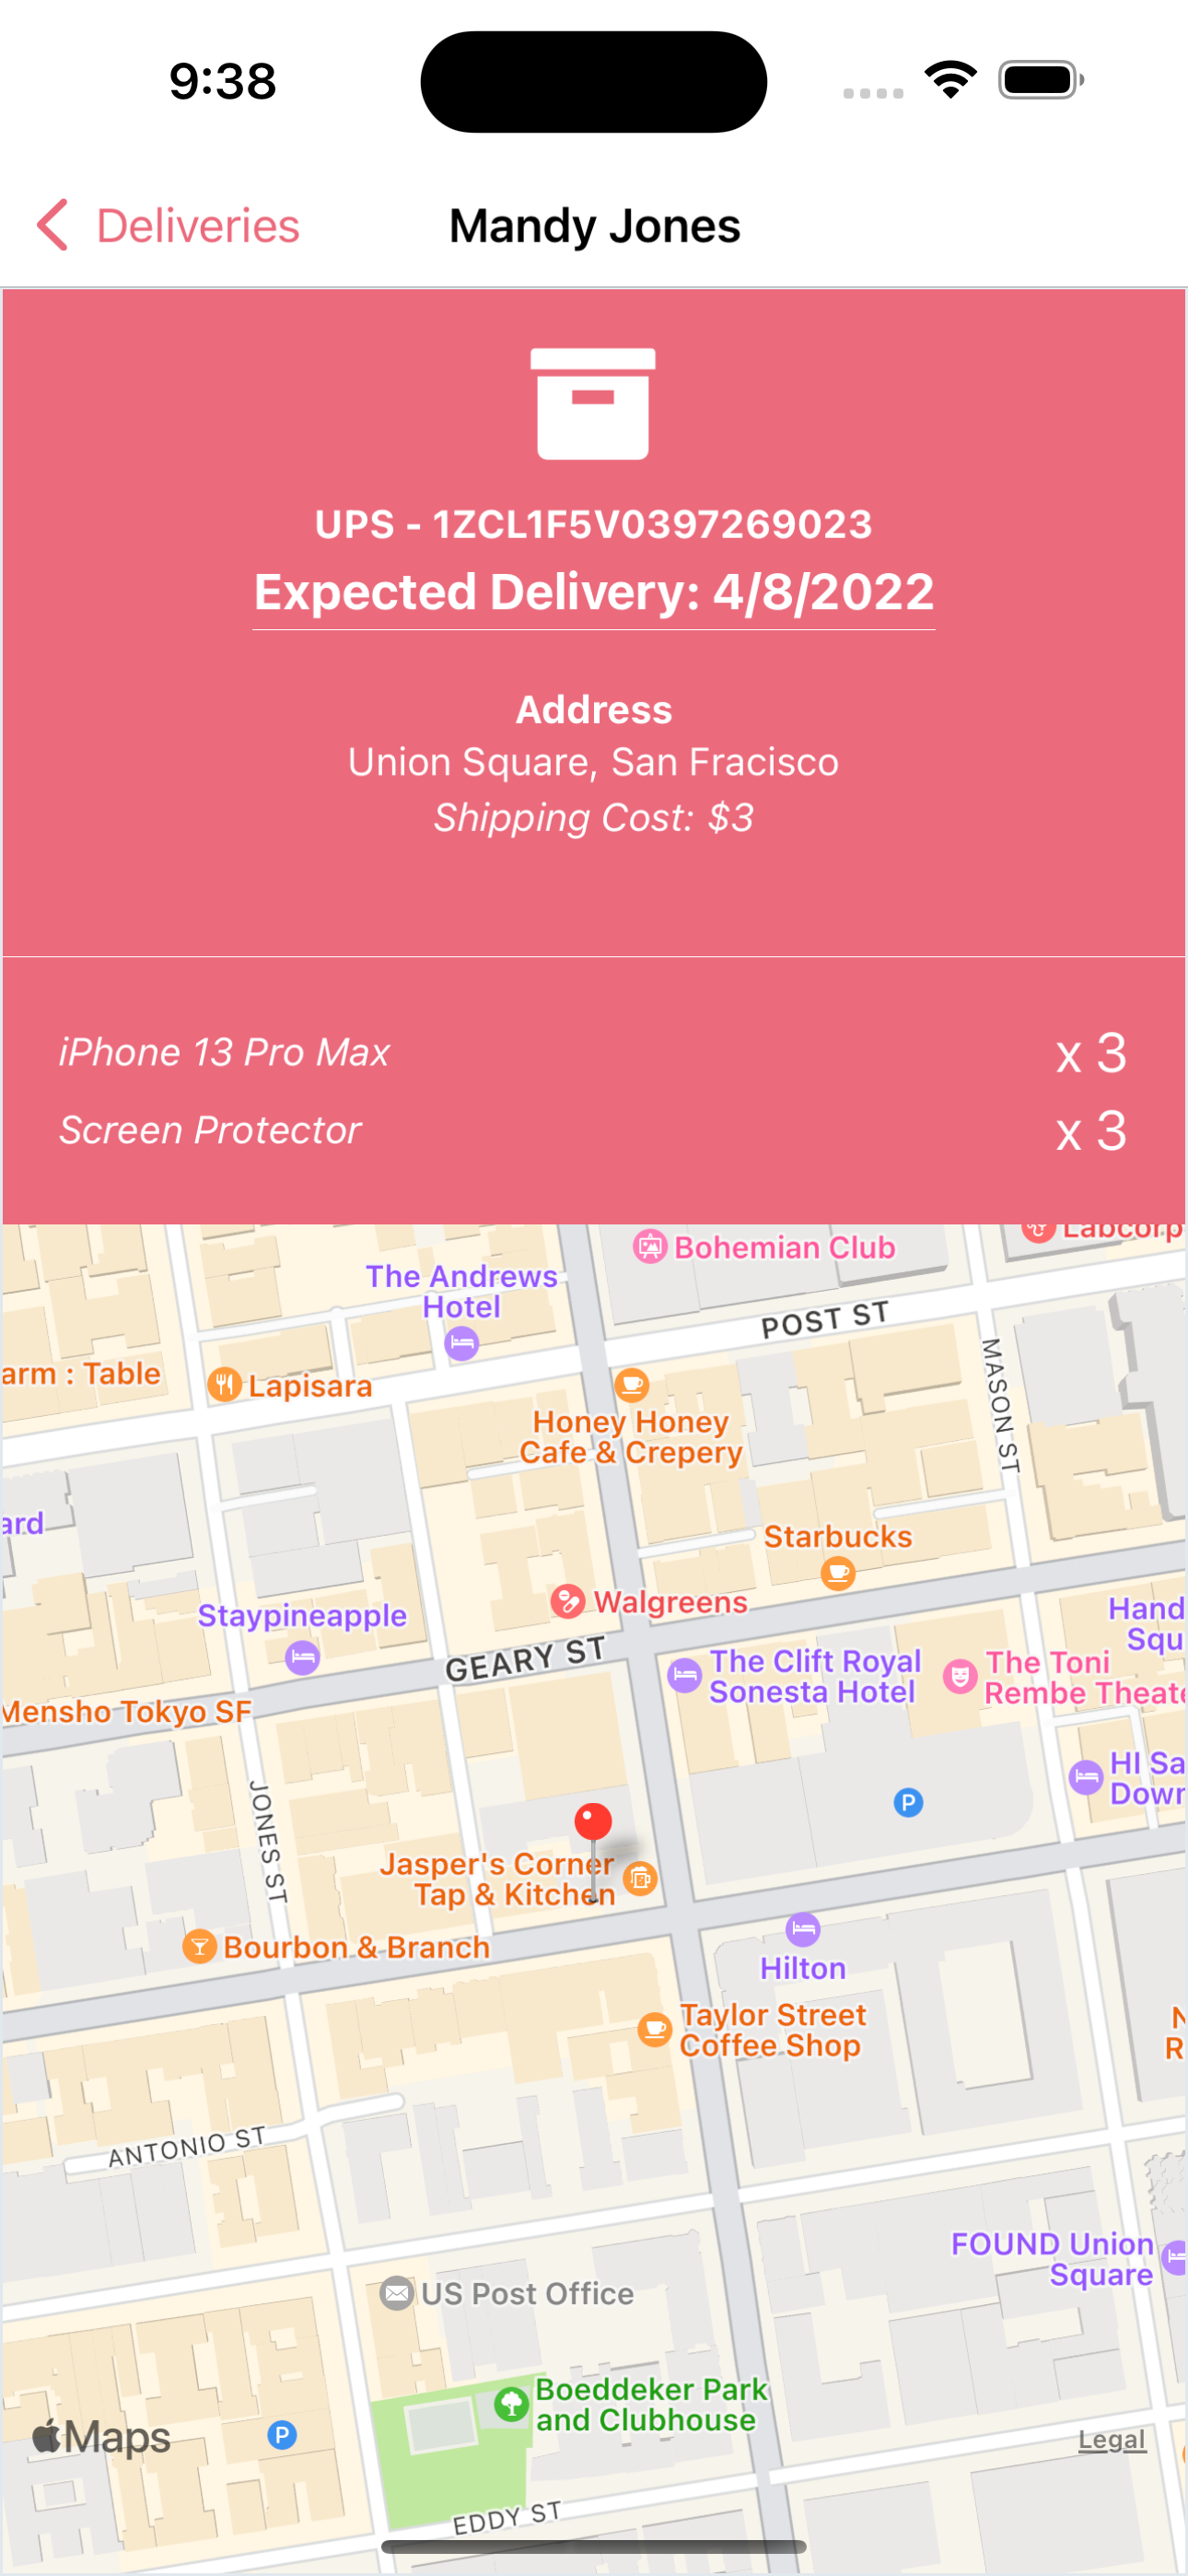 9:38
Deliveries
Mandy Jones
UPS - 1ZCL1F5V0397269023
Expected Delivery: 4/8/2022
Address
Union Square, San Fracisco
Shipping Cost: $3
iPhone 13 Pro Max x 3
Screen Protector x 3
Labcorp
Bohemian Club
The Andrews
Hotel
POST ST
MASON ST
arm : Table
Lapisara
Honey Honey
Cafe & Crepery
ard
Starbucks
Walgreens
Staypineapple
Hand
Squ
GEARY ST
The Clift Royal
Sonesta Hotel
The Toni
Rembe Theate
Mensho Tokyo SF
HI Sa
Down
JONES ST
P
Jasper's Corner
Tap & Kitchen
Bourbon & Branch
Hilton
Taylor Street
Coffee Shop
N
R
ANTONIO ST
FOUND Union
Square
US Post Office
Boeddeker Park
and Clubhouse
Maps
P
Legal
EDDY ST